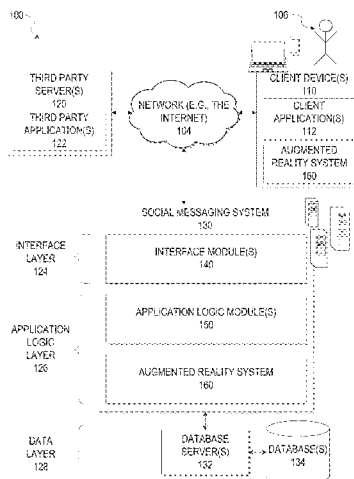 100
106
THIRD PARTY
SERVER(S)
120
THIRD PARTY
APPLICATION(S)
122
NETWORK (E.G., THE
INTERNET)
104
CLIENT DEVICE(S)
110
CLIENT
APPLICATION(S)
112
AUGMENTED
REALITY SYSTEM
160
SOCIAL MESSAGING SYSTEM
130
INTERFACE
LAYER
124
INTERFACE MODULE(S)
140
APPLICATION
LOGIC
LAYER
126
APPLICATION LOGIC MODULE(S)
150
AUGMENTED REALITY SYSTEM
160
DATA
LAYER
128
DATABASE
SERVER(S)
132
DATABASE(S)
134